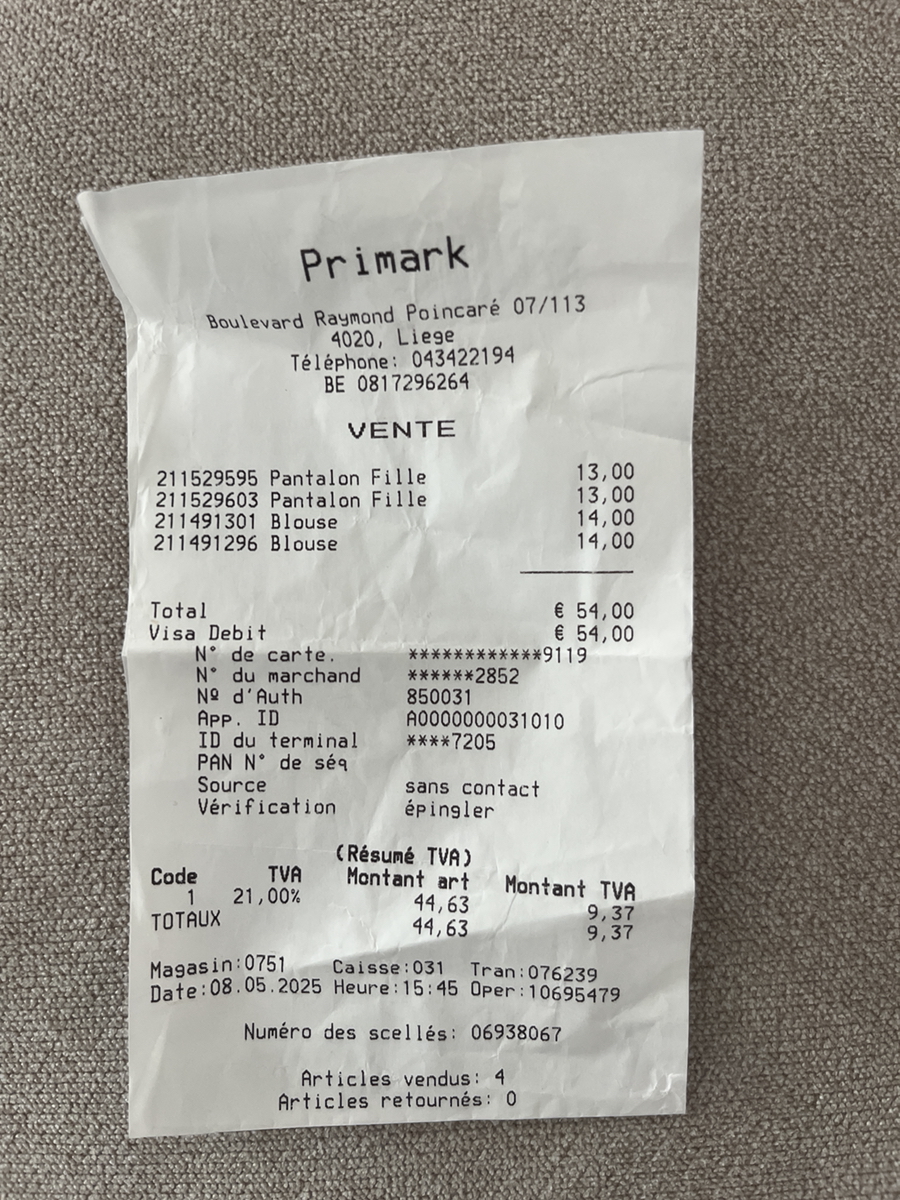 Primark
Boulevard Raymond Poincaré 07/113
4020, Liege
Téléphone: 043422194
BE 0817296264
VENTE
211529595 Pantalon Fille 13,00
211529603 Pantalon Fille 13,00
211491301 Blouse 14,00
211491296 Blouse 14,00
Total € 54,00
Visa Debit € 54,00
N° de carte. ************9119
N° du marchand ******2852
Nº d'Auth 850031
App. ID A0000000031010
ID du terminal ****7205
PAN N° de séq
Source sans contact
Vérification épingler
(Résumé TVA)
Code TVA Montant art Montant TVA
1 21,00% 44,63 9,37
TOTAUX 44,63 9,37
Magasin:0751 Caisse:031 Tran:076239
Date:08.05.2025 Heure:15:45 Oper:10695479
Numéro des scellés: 06938067
Articles vendus: 4
Articles retournés: 0